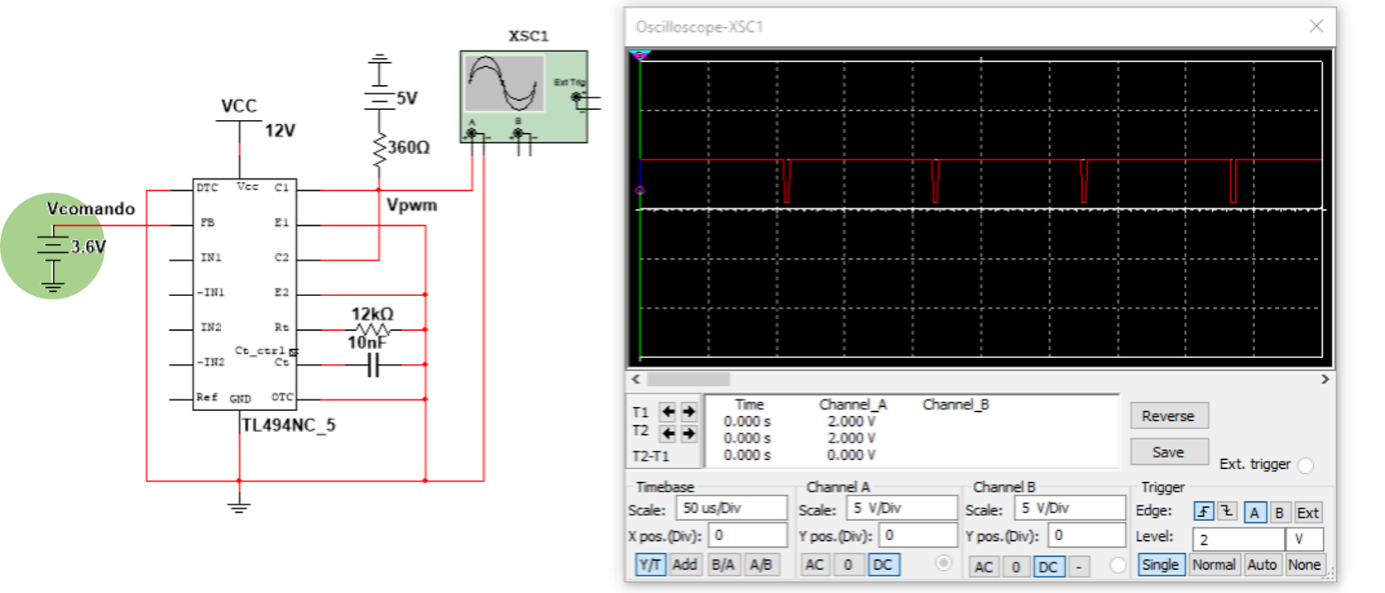 XSC1
Ext Trig
A
B
5V
360Ω
VCC
12V
DTC
Vcc
C1
Vpwm
Vcomando
FB
E1
3.6V
IN1
C2
-IN1
E2
12kΩ
IN2
Rt
10nF
Ct_ctrl
-IN2
Ct
Ref
GND
OTC
TL494NC_5
Oscilloscope-XSC1
Time Channel_A Channel_B
T1 0.000 s 2.000 V
T2 0.000 s 2.000 V
T2-T1 0.000 s 0.000 V
Reverse
Save
Ext. trigger
Timebase
Scale: 50 us/Div
X pos.(Div): 0
Y/T Add B/A A/B
Channel A
Scale: 5 V/Div
Y pos.(Div): 0
AC 0 DC
Channel B
Scale: 5 V/Div
Y pos.(Div): 0
AC 0 DC -
Trigger
Edge: A B Ext
Level: 2 V
Single Normal Auto None